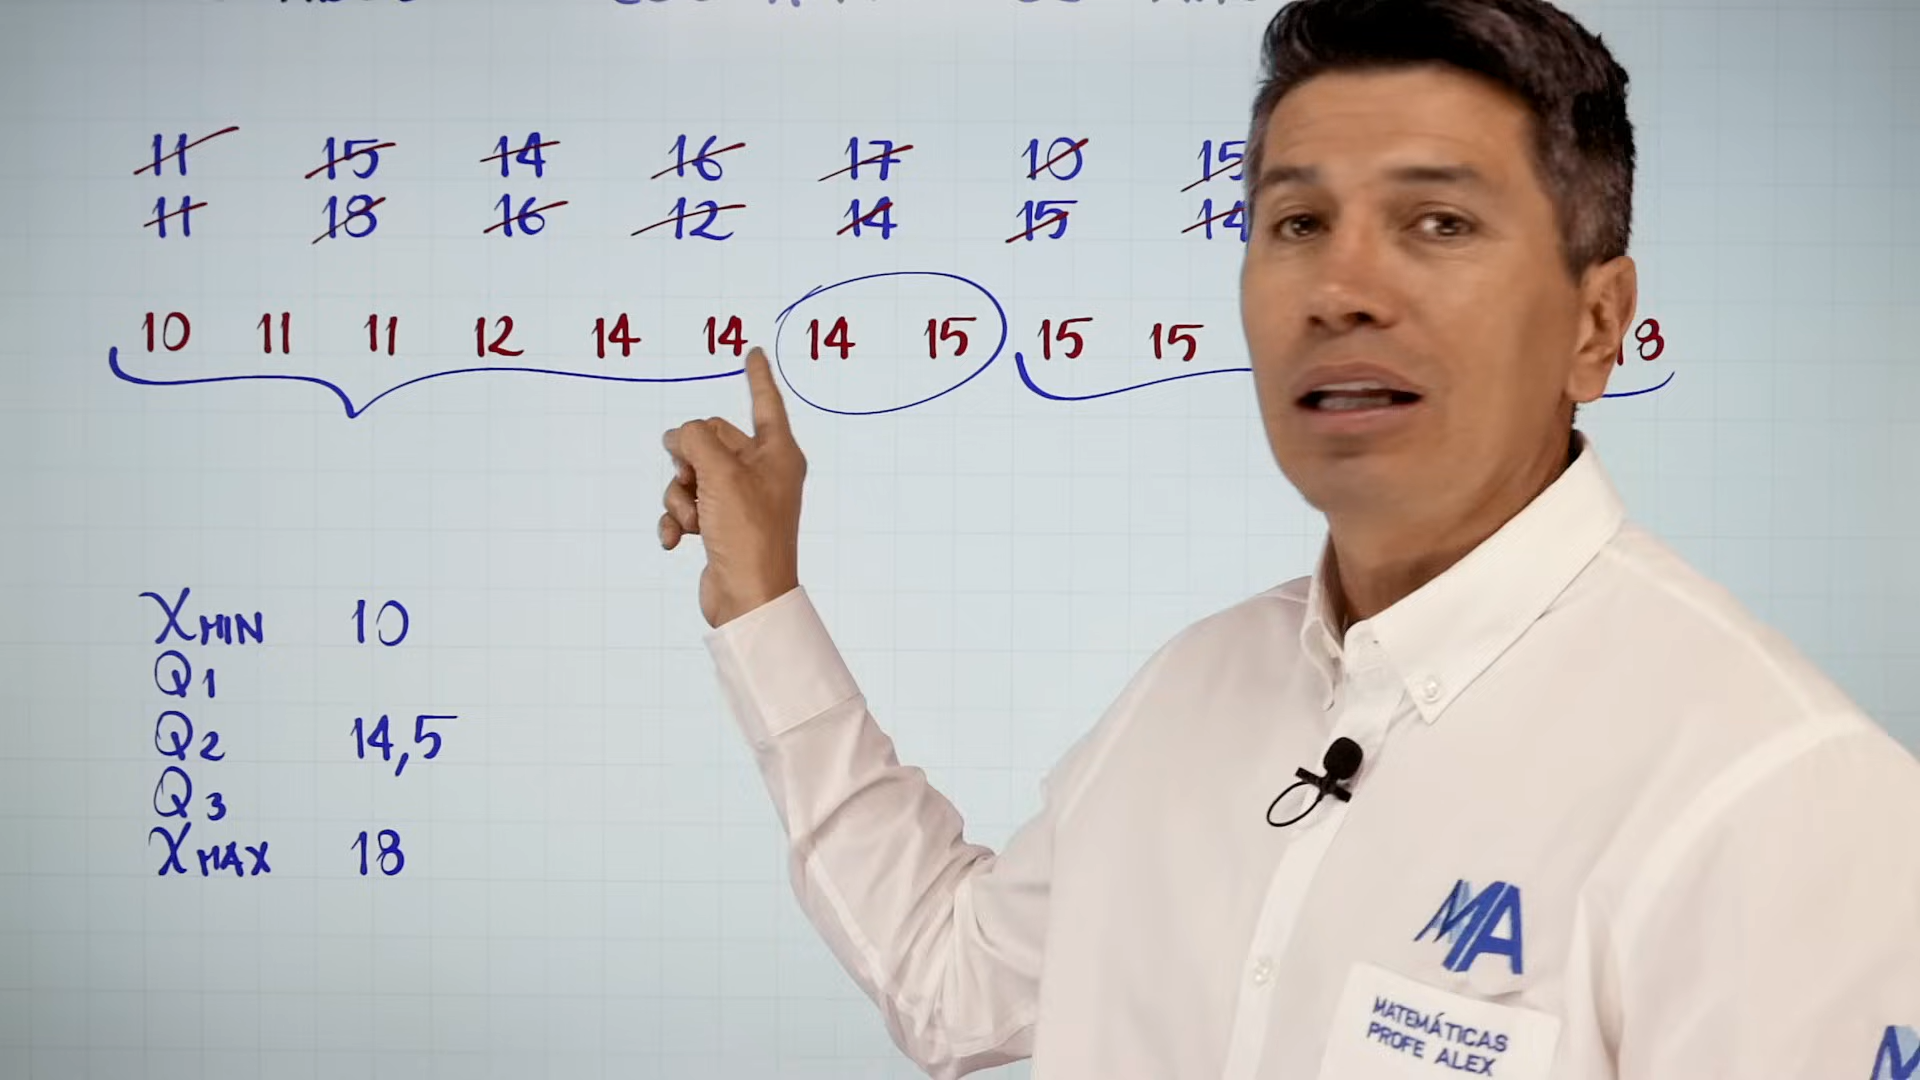 11 15 14 16 17 10 15
11 18 16 12 14 15 14
10 11 11 12 14 14 14 15 15 15 18
XMIN 10
Q1
Q2 14,5
Q3
XMAX 18
MA
MATEMÁTICAS
PROFE ALEX